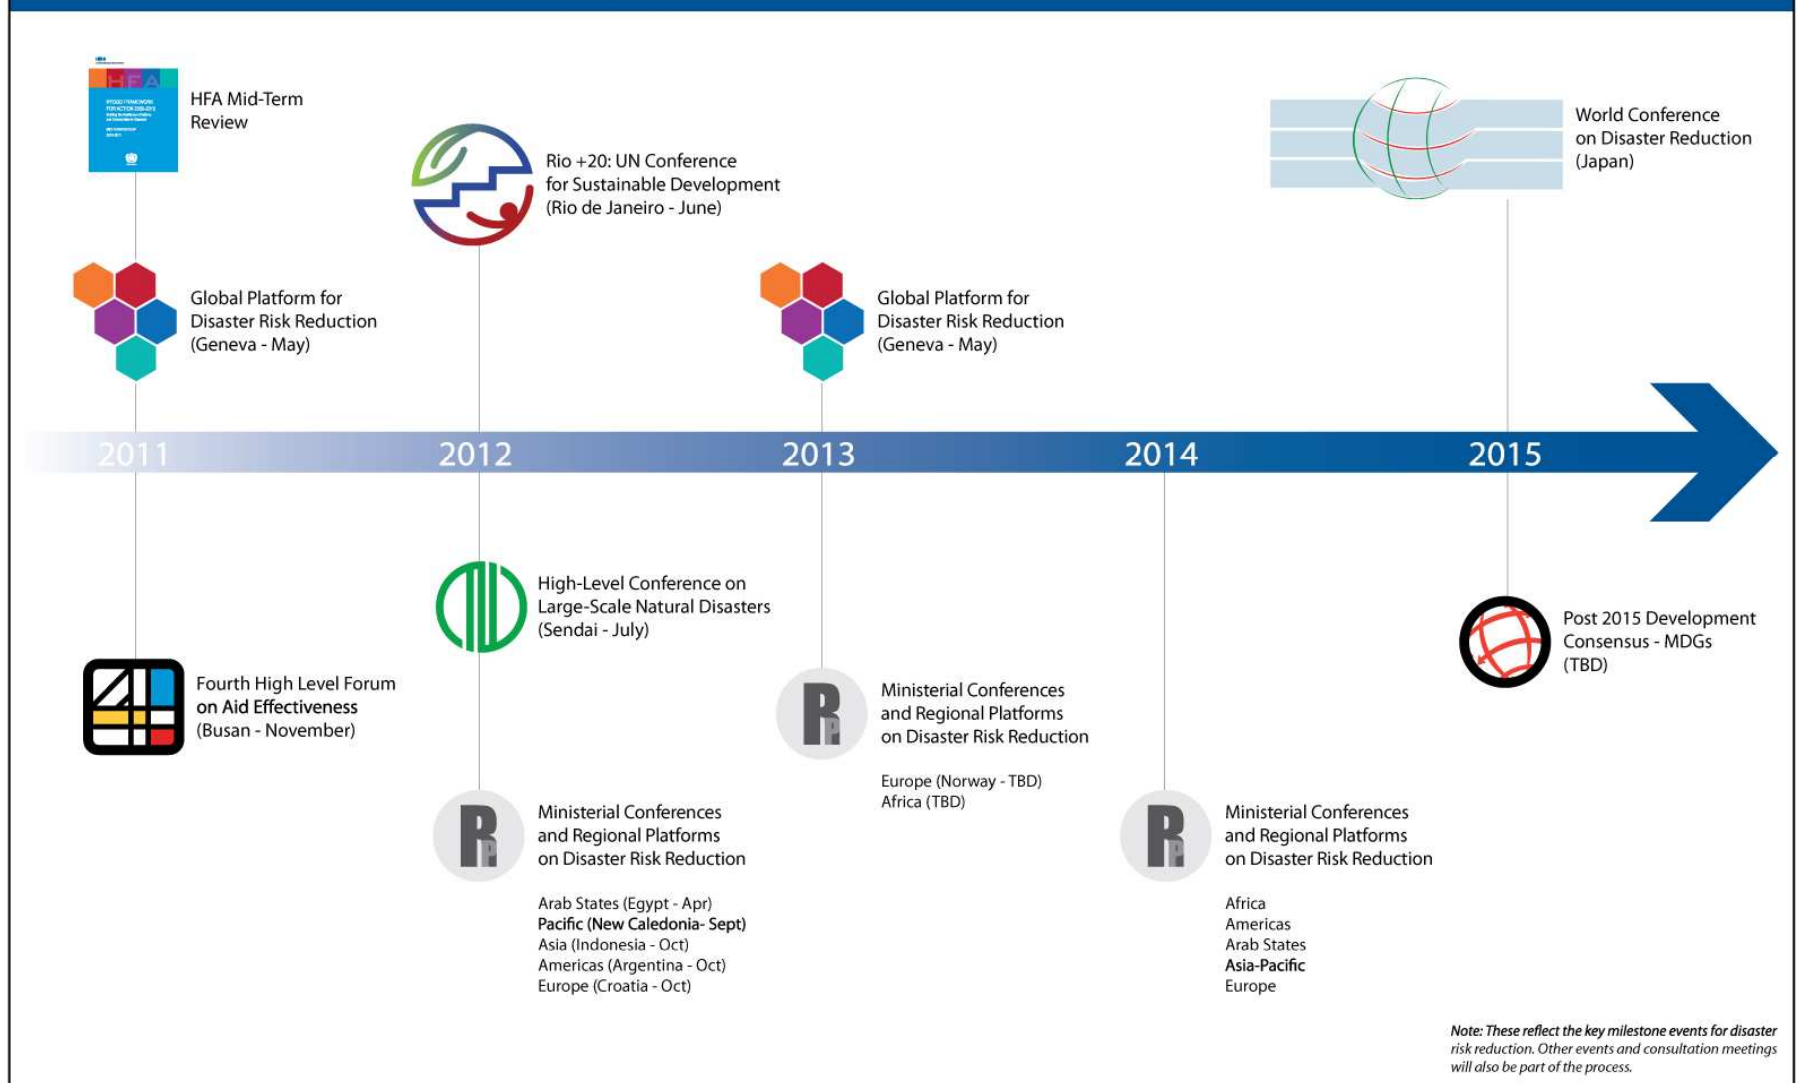 HFA
HFA Mid-Term
Review
Rio +20: UN Conference
for Sustainable Development
(Rio de Janeiro - June)
World Conference
on Disaster Reduction
(Japan)
Global Platform for
Disaster Risk Reduction
(Geneva - May)
Global Platform for
Disaster Risk Reduction
(Geneva - May)
2011
2012
2013
2014
2015
Fourth High Level Forum
on Aid Effectiveness
(Busan - November)
High-Level Conference on
Large-Scale Natural Disasters
(Sendai - July)
RP
Ministerial Conferences
and Regional Platforms
on Disaster Risk Reduction
Arab States (Egypt - Apr)
Pacific (New Caledonia- Sept)
Asia (Indonesia - Oct)
Americas (Argentina - Oct)
Europe (Croatia - Oct)
RP
Ministerial Conferences
and Regional Platforms
on Disaster Risk Reduction
Europe (Norway - TBD)
Africa (TBD)
RP
Ministerial Conferences
and Regional Platforms
on Disaster Risk Reduction
Africa
Americas
Arab States
Asia-Pacific
Europe
Post 2015 Development
Consensus - MDGs
(TBD)
Note: These reflect the key milestone events for disaster
risk reduction. Other events and consultation meetings
will also be part of the process.